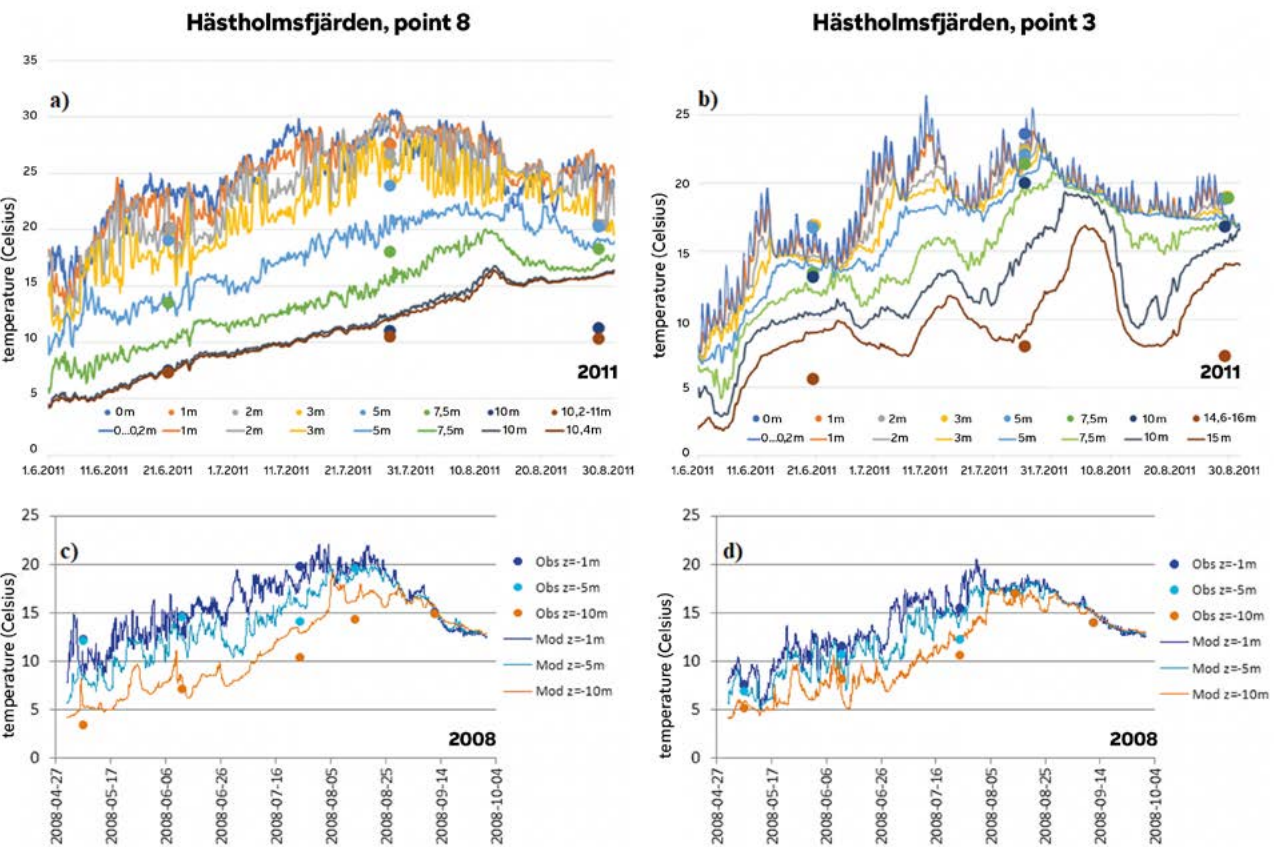 Hästholmsfjärden, point 8
Hästholmsfjärden, point 3
a)
temperature (Celsius)
35
30
25
20
15
10
5
0
2011
0m 1m 2m 3m 5m 7,5m 10m 10,2-11m
0...0,2m 1m 2m 3m 5m 7,5m 10m 10,4m
1.6.2011 11.6.2011 21.6.2011 1.7.2011 11.7.2011 21.7.2011 31.7.2011 10.8.2011 20.8.2011 30.8.2011
b)
temperature (Celsius)
25
20
15
10
5
0
2011
0m 1m 2m 3m 5m 7,5m 10m 14,6-16m
0...0,2m 1m 2m 3m 5m 7,5m 10m 15m
1.6.2011 11.6.2011 21.6.2011 1.7.2011 11.7.2011 21.7.2011 31.7.2011 10.8.2011 20.8.2011 30.8.2011
c)
temperature (Celsius)
25
20
15
10
5
0
2008
2008-04-27
2008-05-17
2008-06-06
2008-06-26
2008-07-16
2008-08-05
2008-08-25
2008-09-14
2008-10-04
Obs z=-1m
Obs z=-5m
Obs z=-10m
Mod z=-1m
Mod z=-5m
Mod z=-10m
d)
temperature (Celsius)
25
20
15
10
5
0
2008
2008-04-27
2008-05-17
2008-06-06
2008-06-26
2008-07-16
2008-08-05
2008-08-25
2008-09-14
2008-10-04
Obs z=-1m
Obs z=-5m
Obs z=-10m
Mod z=-1m
Mod z=-5m
Mod z=-10m